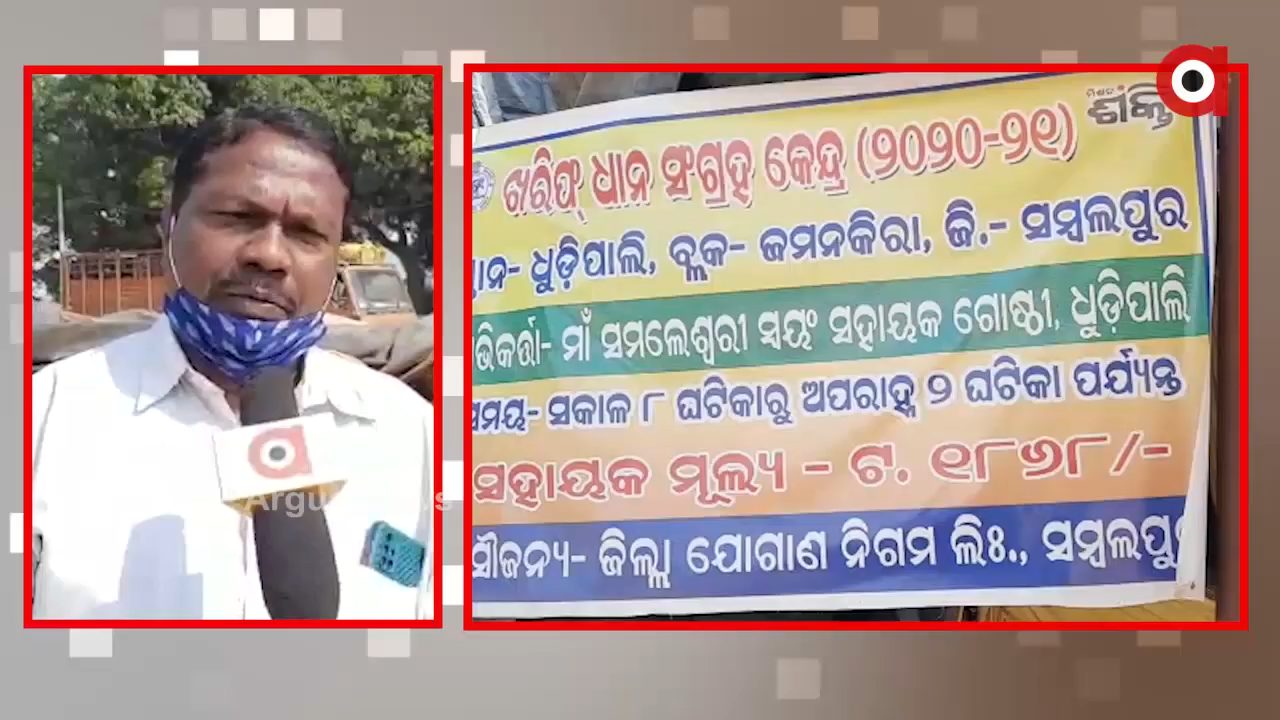 ମିଶନ
ଶକ୍ତି
ଖରିଫ୍ ଧାନ ସଂଗ୍ରହ କେନ୍ଦ୍ର (୨୦୨୦-୨୧)
ଧୁଡ଼ିପାଲି, ବ୍ଲକ- ଜମନକିରା, ଜି.- ସମ୍ବଲପୁର
ମାଁ ସମଲେଶ୍ୱରୀ ସ୍ୱୟଂ ସହାୟକ ଗୋଷ୍ଠୀ, ଧୁଡ଼ିପାଲି
ସମୟ- ସକାଳ ୮ ଘଟିକାରୁ ଅପରାହ୍ନ ୨ ଘଟିକା ପର୍ଯ୍ୟନ୍ତ
ସହାୟକ ମୂଲ୍ୟ - ଟ. ୧୮୬୮/-
ସୌଜନ୍ୟ- ଜିଲ୍ଲା ଯୋଗାଣ ନିଗମ ଲିଃ., ସମ୍ବଲପୁ